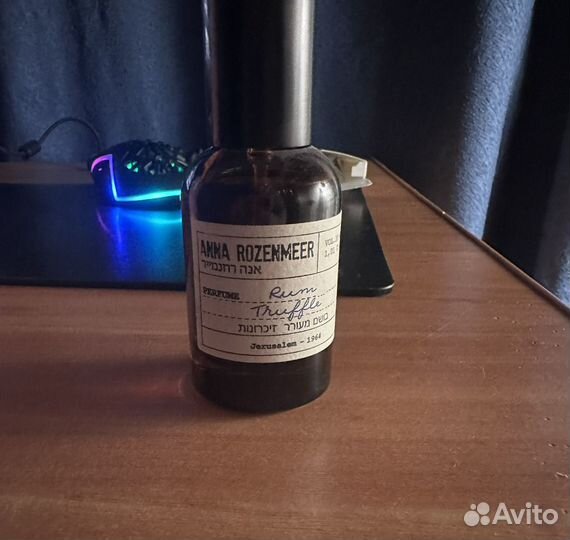 ANNA ROZENMEER
אנה רוזנמייר
PERFUME Rum
Truffle
בושם מעורר זיכרונות
Jerusalem - 1964
Avito